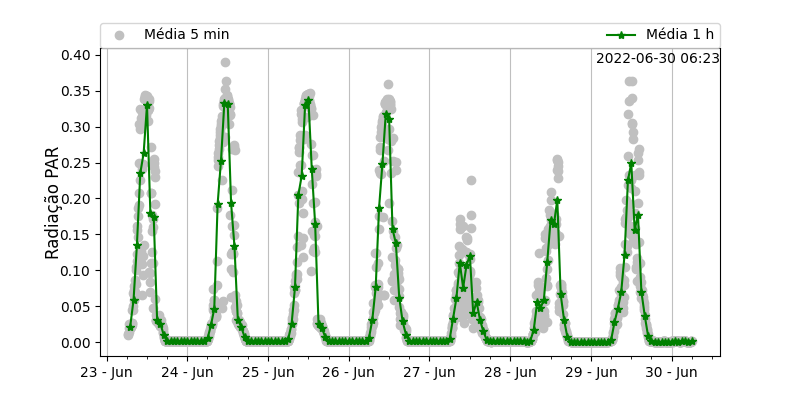 Média 5 min
Média 1 h
2022-06-30 06:23
Radiação PAR
0.40
0.35
0.30
0.25
0.20
0.15
0.10
0.05
0.00
23 - Jun
24 - Jun
25 - Jun
26 - Jun
27 - Jun
28 - Jun
29 - Jun
30 - Jun